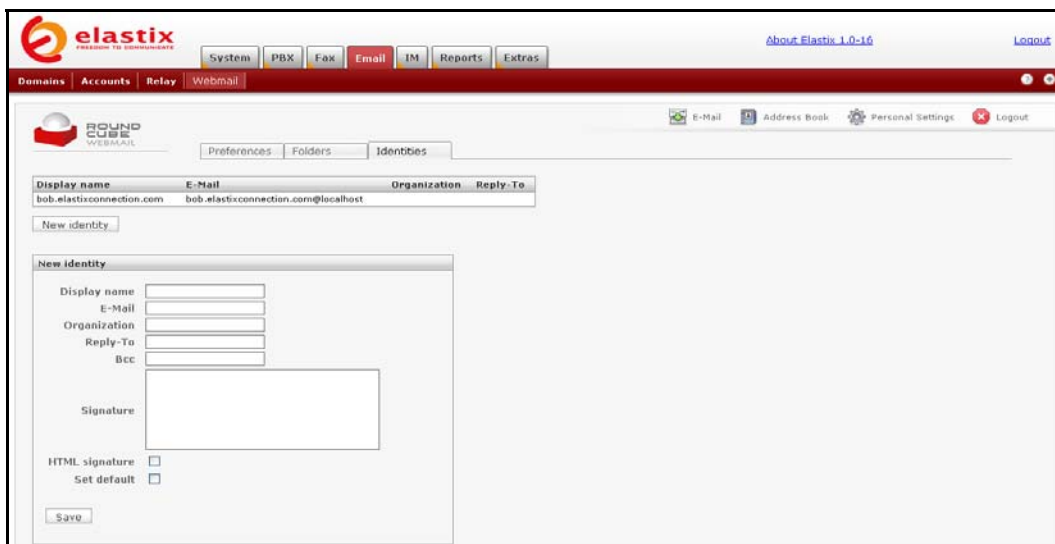 elastix
FREEDOM TO COMMUNICATE
About Elastix 1.0-16
Logout
System PBX Fax Email IM Reports Extras
Domains Accounts Relay Webmail
ROUND
CUBE
WEBMAIL
E-Mail Address Book Personal Settings Logout
Preferences Folders Identities
Display name E-Mail Organization Reply-To
bob.elastixconnection.com bob.elastixconnection.com@localhost
New identity
New identity
Display name
E-Mail
Organization
Reply-To
Bcc
Signature
HTML signature
Set default
Save